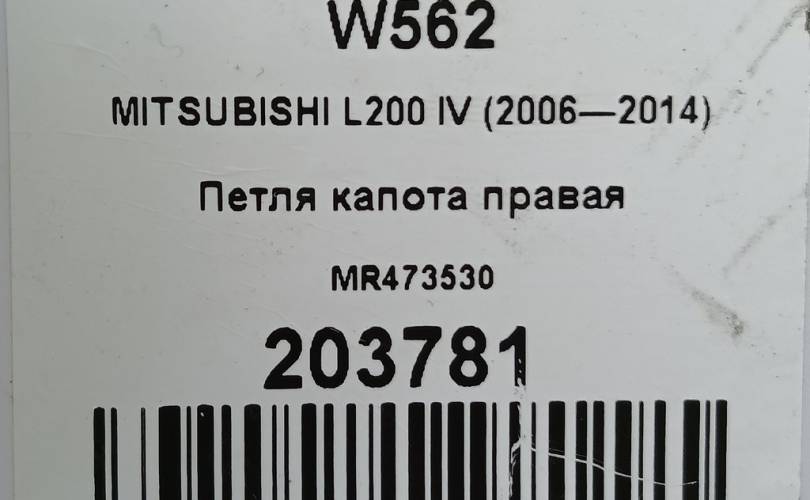 W562
MITSUBISHI L200 IV (2006—2014)
Петля капота правая
MR473530
203781